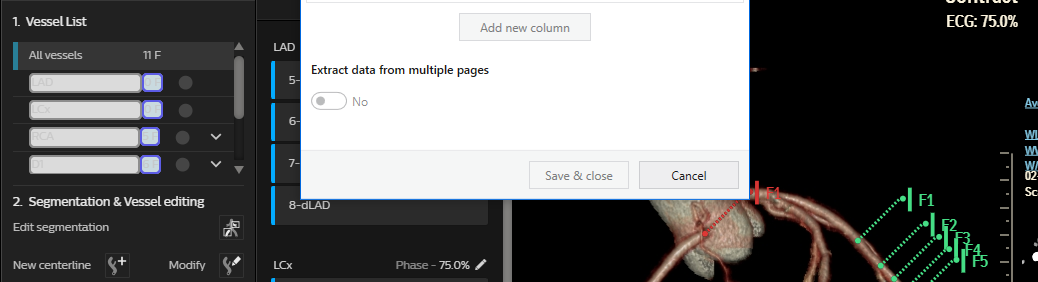 1. Vessel List
All vessels 11 F
LAD
LCx
RCA
D1
2. Segmentation & Vessel editing
Edit segmentation
New centerline Modify
LAD
5-
6-
7-
8-dLAD
LCx Phase - 75.0%
Add new column
Extract data from multiple pages
No
Save & close Cancel
ECG: 75.0%
F1
F1
F2
F3
F4
F5